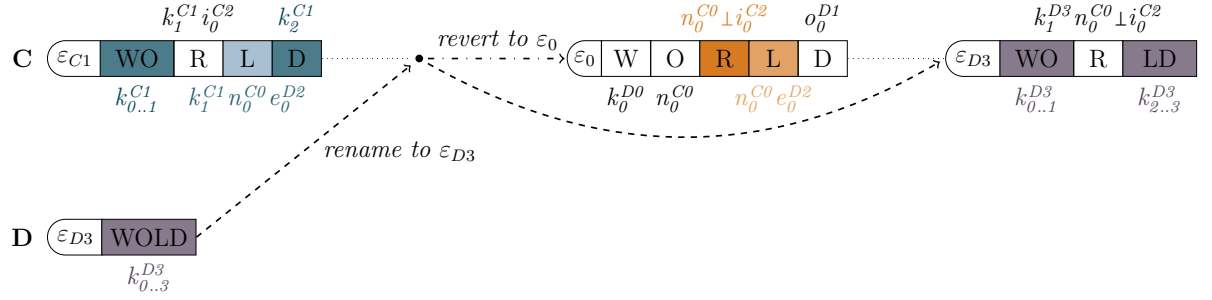 k_1^{C1} i_0^{C2} k_2^{C1} n_0^{C0} ⊥ i_0^{C2} o_0^{D1} k_1^{D3} n_0^{C0} ⊥ i_0^{C2}
C ε_{C1} WO R L D revert to ε_0 ε_0 W O R L D ε_{D3} WO R LD
k_{0..1}^{C1} k_1^{C1} n_0^{C0} e_0^{D2} k_0^{D0} n_0^{C0} n_0^{C0} e_0^{D2} k_{0..1}^{D3} k_{2..3}^{D3}
rename to ε_{D3}
D ε_{D3} WOLD
k_{0..3}^{D3}